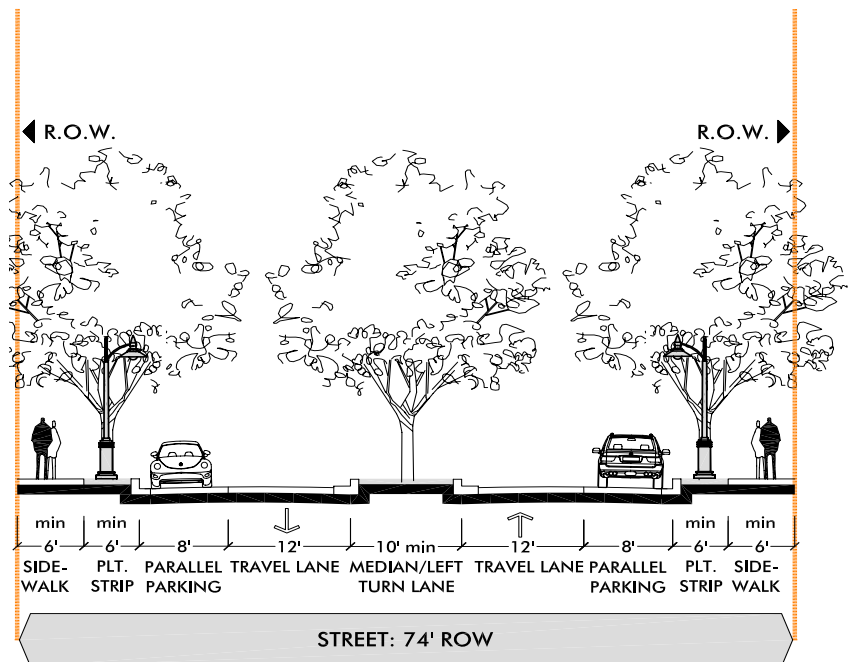 R.O.W. R.O.W.
min min min min
6' 6' 8' 12' 10' min 12' 8' 6' 6'
SIDE- PLT. PARALLEL TRAVEL LANE MEDIAN/LEFT TRAVEL LANE PARALLEL PLT. SIDE-
WALK STRIP PARKING TURN LANE PARKING STRIP WALK
STREET: 74' ROW